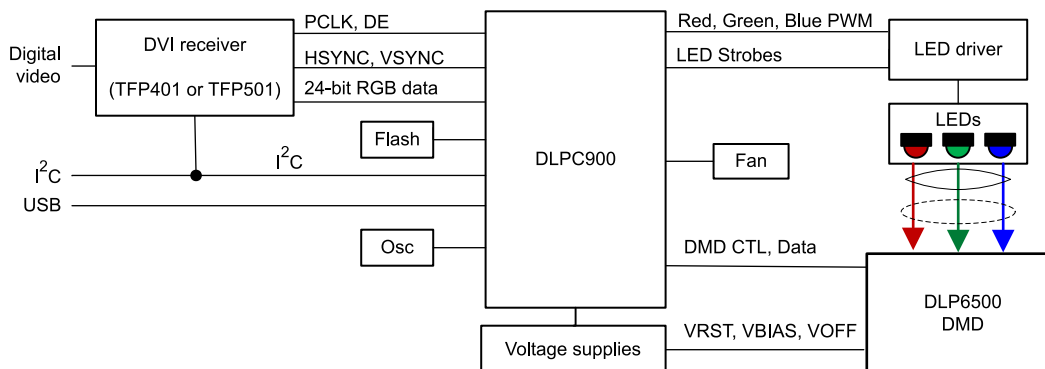 Digital
video
DVI receiver
(TFP401 or TFP501)
PCLK, DE
HSYNC, VSYNC
24-bit RGB data
Flash
I²C
I²C
USB
Osc
DLPC900
Voltage supplies
Red, Green, Blue PWM
LED Strobes
LED driver
LEDs
Fan
DMD CTL, Data
VRST, VBIAS, VOFF
DLP6500
DMD